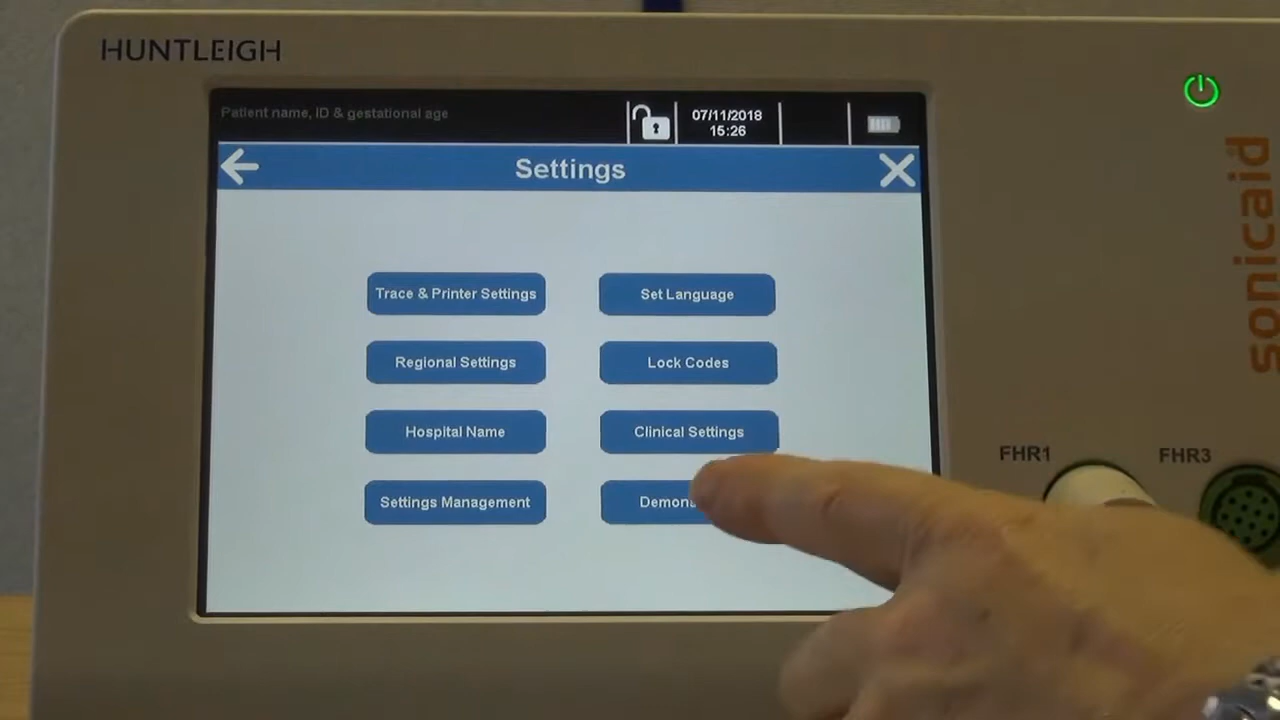 HUNTLEIGH
Patient name, ID & gestational age
07/11/2018
15:26
Settings
sonicaid
Trace & Printer Settings
Set Language
Regional Settings
Lock Codes
Hospital Name
Clinical Settings
Settings Management
FHR1
FHR3